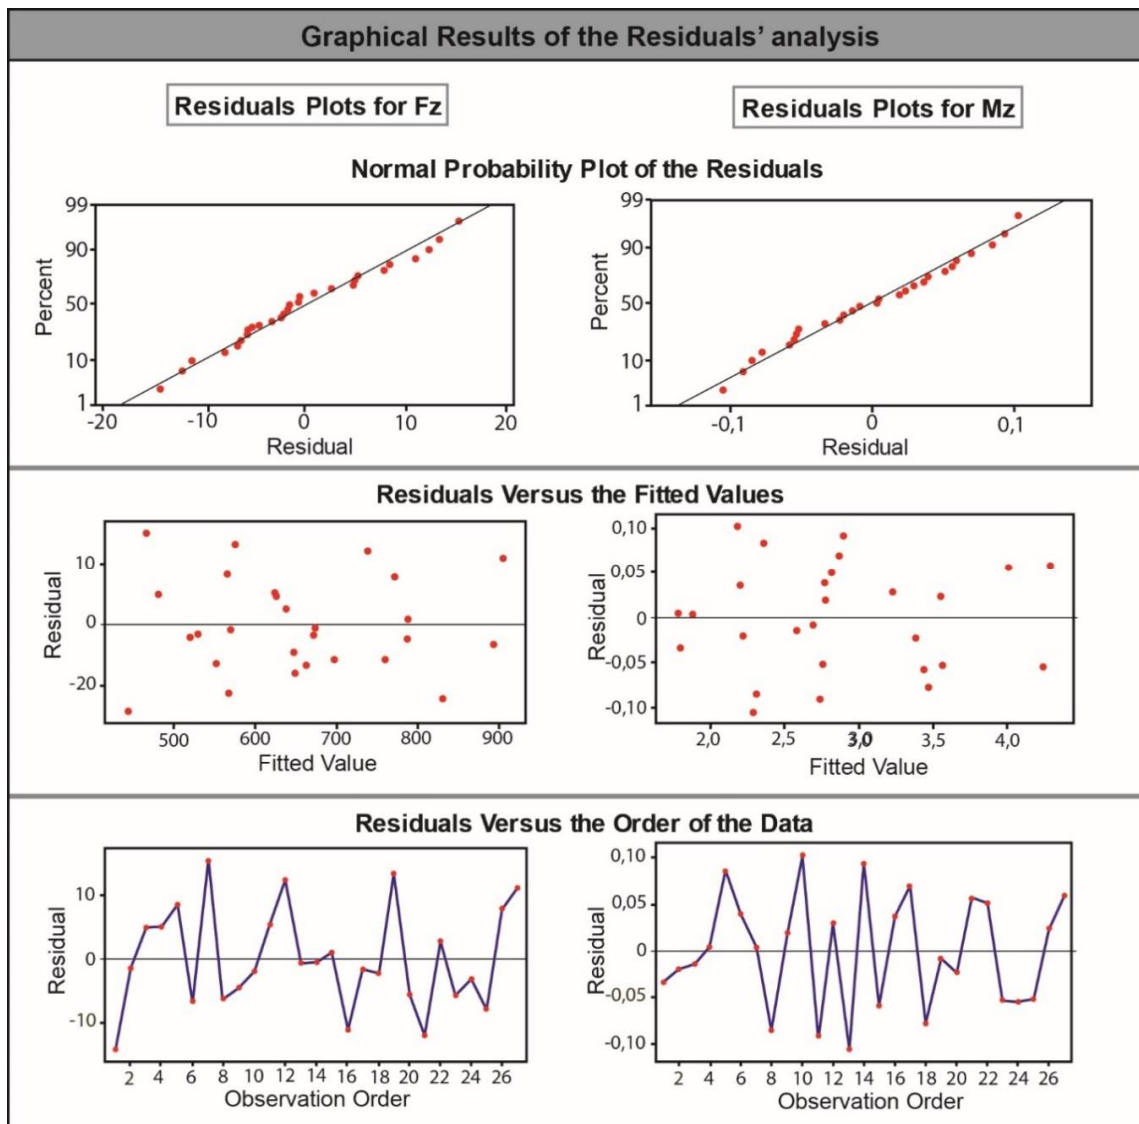 Graphical Results of the Residuals' analysis
Residuals Plots for Fz
Residuals Plots for Mz
Normal Probability Plot of the Residuals
99
90
50
10
1
Percent
-20 -10 0 10 20
Residual
99
90
50
10
1
Percent
-0,1 0 0,1
Residual
Residuals Versus the Fitted Values
10
0
-20
Residual
500 600 700 800 900
Fitted Value
0,10
0,05
0
-0,05
-0,10
Residual
2,0 2,5 3,0 3,5 4,0
Fitted Value
Residuals Versus the Order of the Data
10
0
-10
Residual
2 4 6 8 10 12 14 16 18 20 22 24 26
Observation Order
0,10
0,05
0
-0,05
-0,10
Residual
2 4 6 8 10 12 14 16 18 20 22 24 26
Observation Order